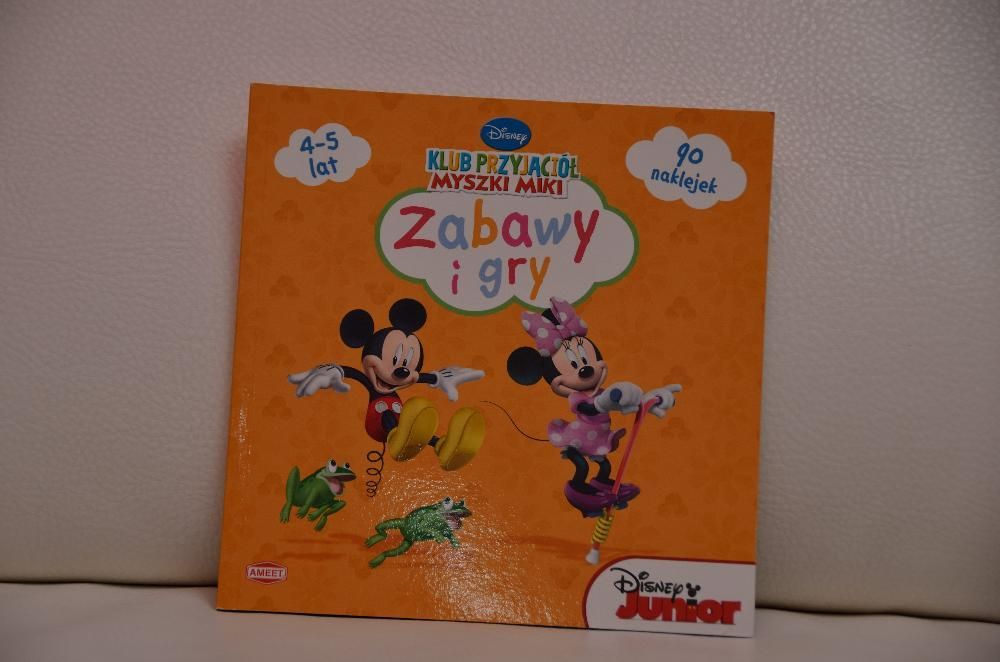 4-5
lat
Disney
KLUB PRZYJACIÓŁ
MYSZKI MIKI
90
naklejek
Zabawy
i gry
AMEET
Disney
Junior